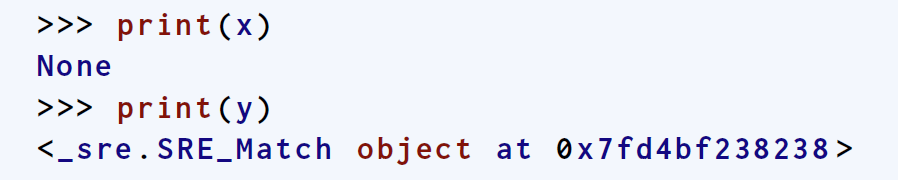 >>> print(x)
None
>>> print(y)
<_sre.SRE_Match object at 0x7fd4bf238238>